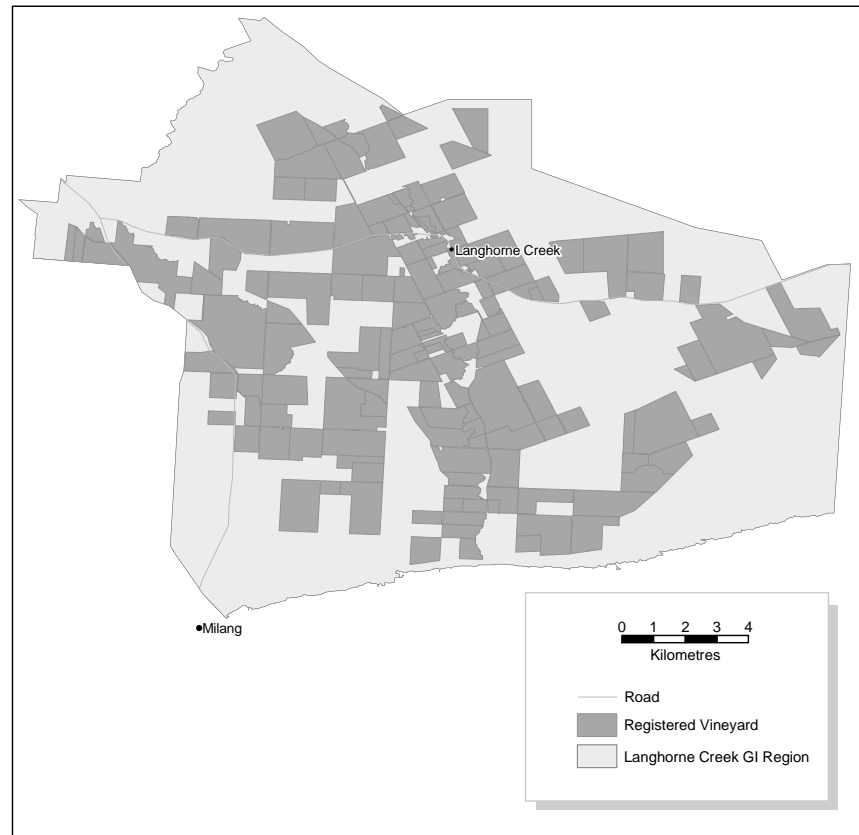 Langhorne Creek
Milang
0 1 2 3 4
Kilometres
Road
Registered Vineyard
Langhorne Creek GI Region